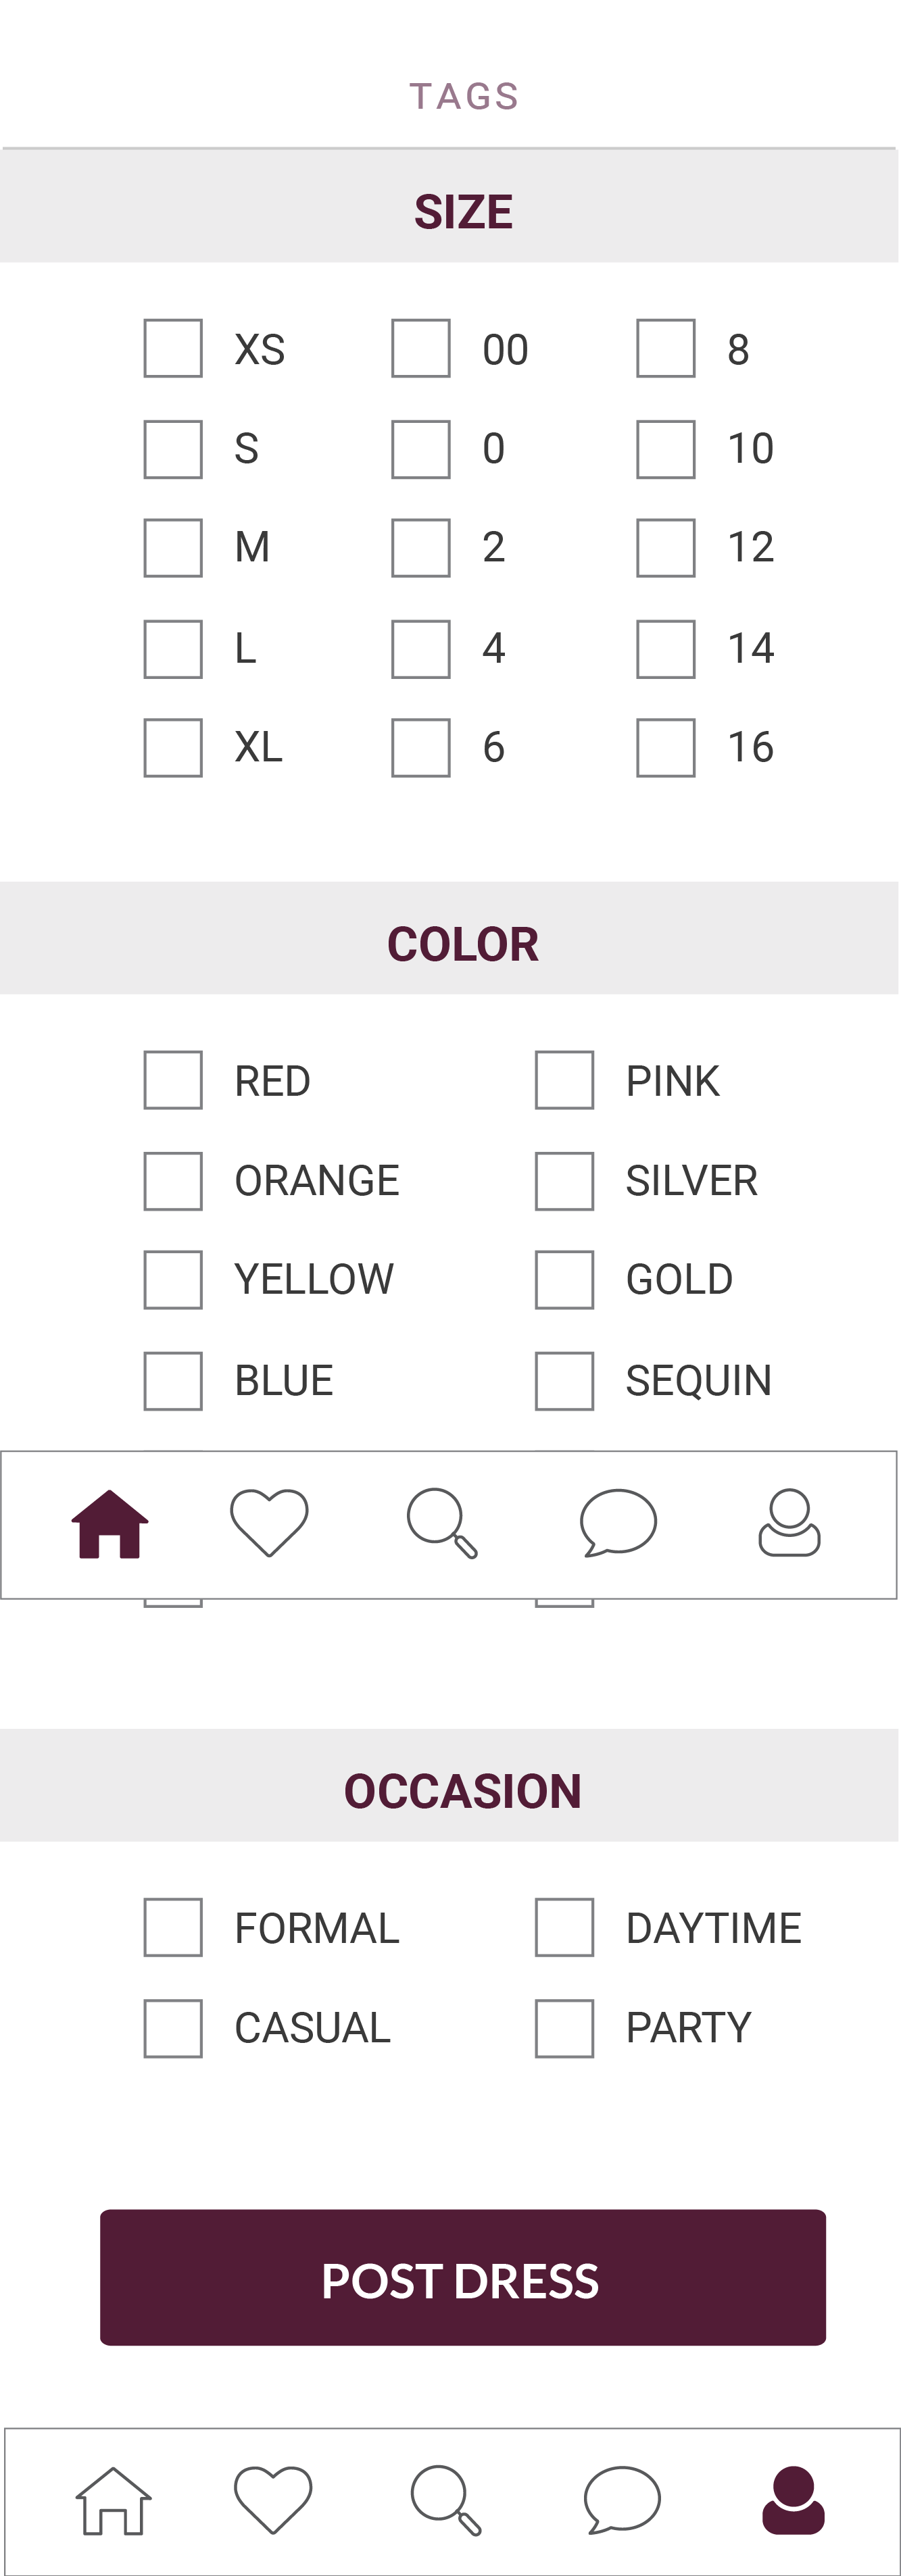 TAGS
SIZE
XS 00 8
S 0 10
M 2 12
L 4 14
XL 6 16
COLOR
RED PINK
ORANGE SILVER
YELLOW GOLD
BLUE SEQUIN
OCCASION
FORMAL DAYTIME
CASUAL PARTY
POST DRESS